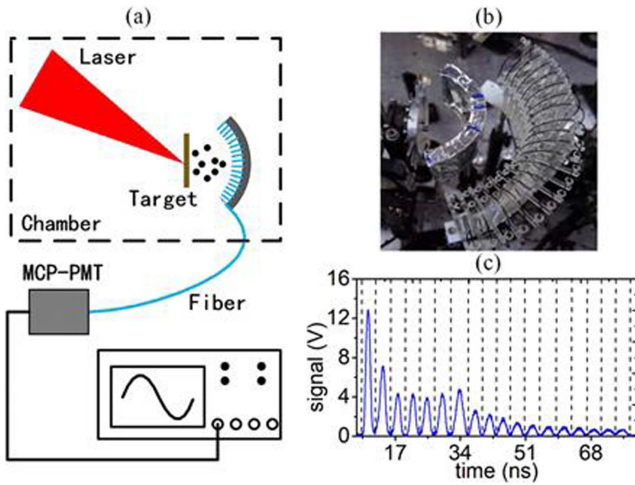 (a)
Laser
Target
Chamber
MCP-PMT
Fiber
(b)
(c)
16
12
8
4
0
signal (V)
17 34 51 68
time (ns)